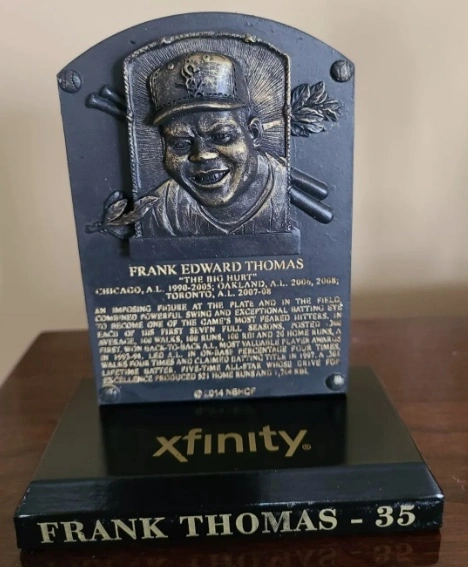 FRANK EDWARD THOMAS
"THE BIG HURT"
CHICAGO, A.L. 1990-2005; OAKLAND, A.L. 2006, 2008;
TORONTO, A.L. 2007-08
AN IMPOSING FIGURE AT THE PLATE AND IN THE FIELD,
COMBINED POWERFUL SWING AND EXCEPTIONAL BATTING EYE
TO BECOME ONE OF THE GAME'S MOST FEARED HITTERS. IN
EACH OF HIS FIRST SEVEN FULL SEASONS, POSTED .300
AVERAGE, 100 WALKS, 100 RUNS, 100 RBI AND 20 HOME RUNS, A
FIRST. WON BACK-TO-BACK A.L. MOST VALUABLE PLAYER AWARDS
IN 1993-94. LED A.L. IN ON-BASE PERCENTAGE FOUR TIMES,
WALKS FOUR TIMES AND CLAIMED BATTING TITLE IN 1997. A .301
LIFETIME BATTER. FIVE-TIME ALL-STAR WHOSE DRIVE FOR
EXCELLENCE PRODUCED 521 HOME RUNS AND 1,704 RBI.
© 2014 NBHOF
xfinity®
FRANK THOMAS - 35